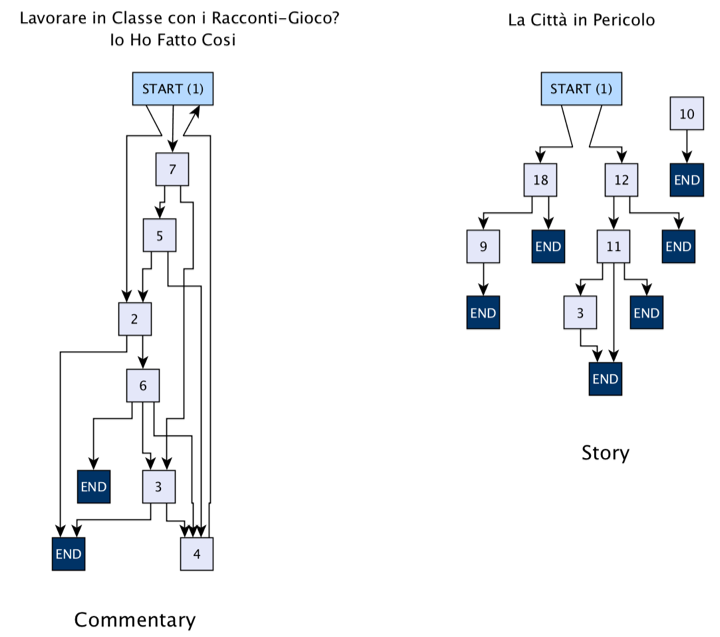 Lavorare in Classe con i Racconti-Gioco?
Io Ho Fatto Cosi
START (1)
7
5
2
6
END
3
END
4
Commentary
La Città in Pericolo
START (1)
10
18
12
END
9
END
11
END
END
3
END
END
Story